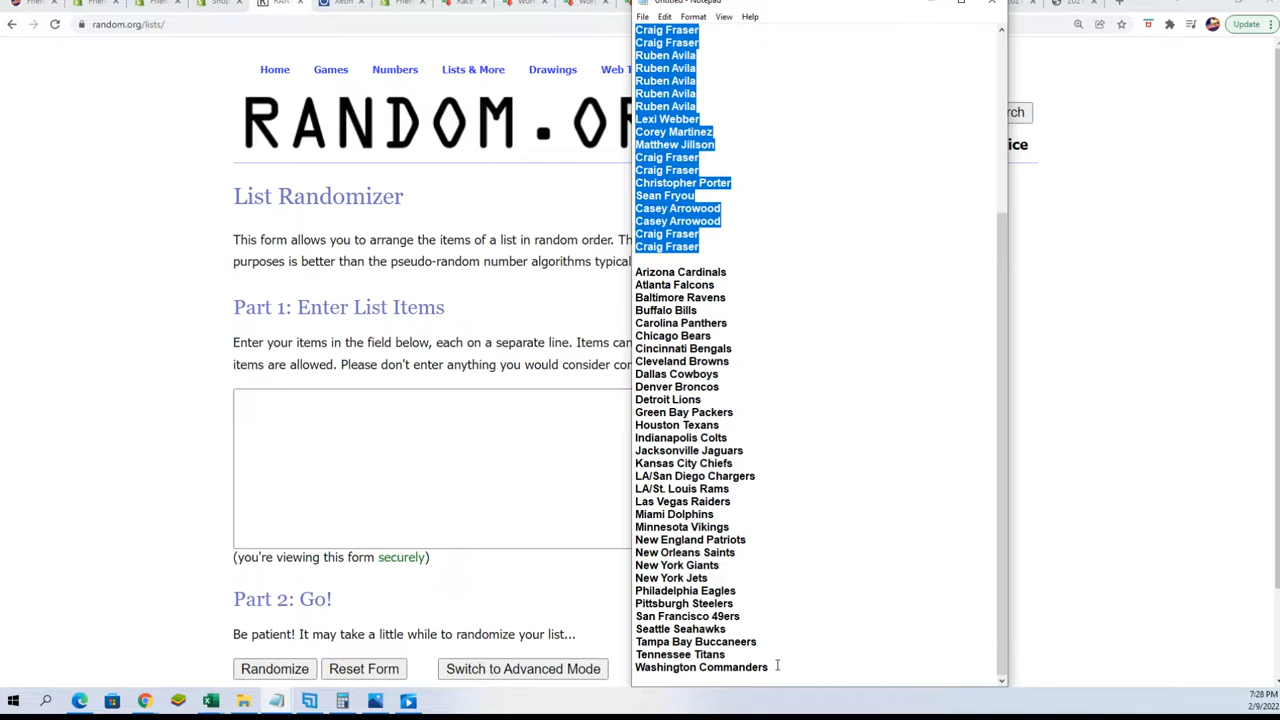 Untitled - Notepad
random.org/lists/
Update
File Edit Format View Help
Home Games Numbers Lists & More Drawings Web
RANDOM.O
rch
ice
List Randomizer
This form allows you to arrange the items of a list in random order. Th
purposes is better than the pseudo-random number algorithms typical
Part 1: Enter List Items
Enter your items in the field below, each on a separate line. Items can
items are allowed. Please don't enter anything you would consider con
(you're viewing this form securely)
Part 2: Go!
Be patient! It may take a little while to randomize your list...
Randomize Reset Form Switch to Advanced Mode
Craig Fraser
Craig Fraser
Ruben Avila
Ruben Avila
Ruben Avila
Ruben Avila
Ruben Avila
Lexi Webber
Corey Martinez
Matthew Jillson
Craig Fraser
Craig Fraser
Christopher Porter
Sean Fryou
Casey Arrowood
Casey Arrowood
Craig Fraser
Craig Fraser
Arizona Cardinals
Atlanta Falcons
Baltimore Ravens
Buffalo Bills
Carolina Panthers
Chicago Bears
Cincinnati Bengals
Cleveland Browns
Dallas Cowboys
Denver Broncos
Detroit Lions
Green Bay Packers
Houston Texans
Indianapolis Colts
Jacksonville Jaguars
Kansas City Chiefs
LA/San Diego Chargers
LA/St. Louis Rams
Las Vegas Raiders
Miami Dolphins
Minnesota Vikings
New England Patriots
New Orleans Saints
New York Giants
New York Jets
Philadelphia Eagles
Pittsburgh Steelers
San Francisco 49ers
Seattle Seahawks
Tampa Bay Buccaneers
Tennessee Titans
Washington Commanders
7:28 PM
2/9/2022